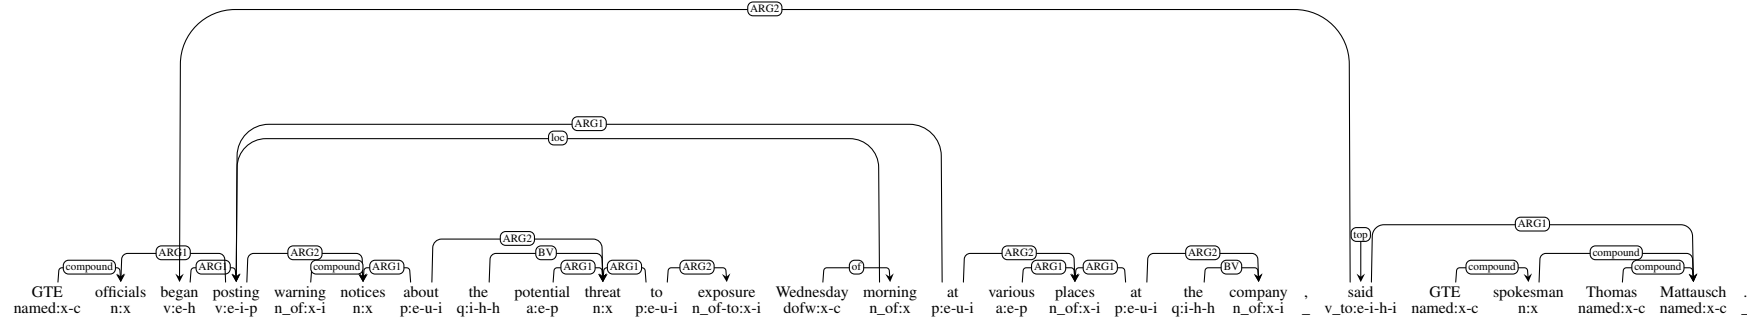 ARG2
ARG1
loc
ARG1
top
ARG2
ARG1 ARG2 BV ARG2 ARG2 compound
compound ARG1 compound ARG1 ARG1 ARG1 ARG2 of ARG1 ARG1 BV compound compound
GTE officials began posting warning notices about the potential threat to exposure Wednesday morning at various places at the company , said GTE spokesman Thomas Mattausch .
named:x-c n:x v:e-h v:e-i-p n_of:x-i n:x p:e-u-i q:i-h-h a:e-p n:x p:e-u-i n_of-to:x-i dofw:x-c n_of:x p:e-u-i a:e-p n_of:x-i p:e-u-i q:i-h-h n_of:x-i _ v_to:e-i-h-i named:x-c n:x named:x-c named:x-c _